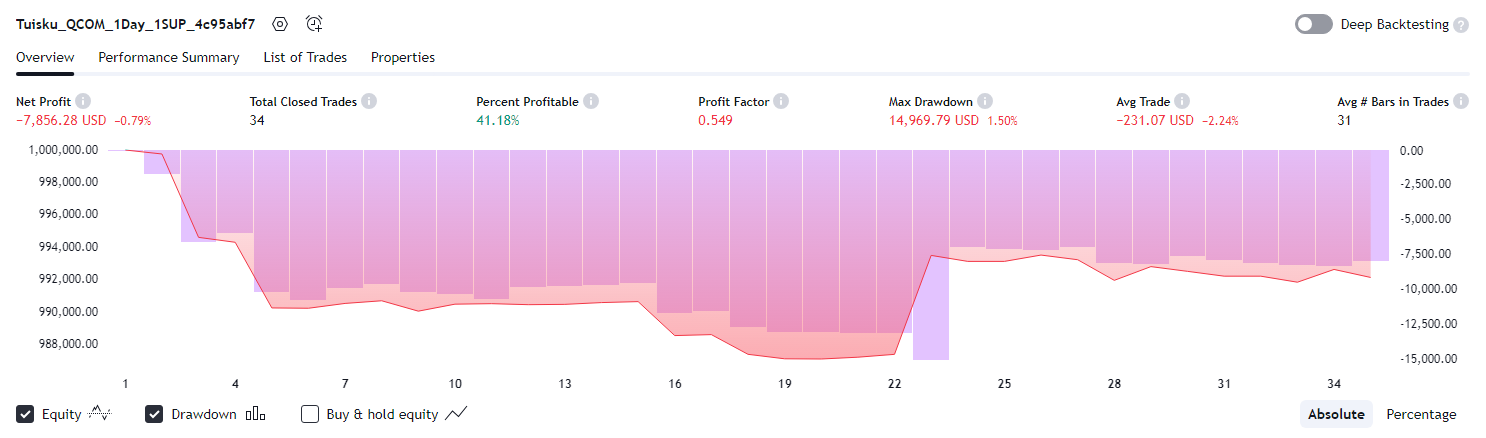 Tuisku_QCOM_1Day_1SUP_4c95abf7 Deep Backtesting ?
Overview Performance Summary List of Trades Properties
Net Profit i Total Closed Trades i Percent Profitable i Profit Factor i Max Drawdown i Avg Trade i Avg # Bars in Trades i
−7,856.28 USD −0.79% 34 41.18% 0.549 14,969.79 USD 1.50% −231.07 USD −2.24% 31
1,000,000.00 0.00
998,000.00 -2,500.00
996,000.00 -5,000.00
994,000.00 -7,500.00
992,000.00 -10,000.00
990,000.00 -12,500.00
988,000.00 -15,000.00
1 4 7 10 13 16 19 22 25 28 31 34
Equity Drawdown Buy & hold equity Absolute Percentage